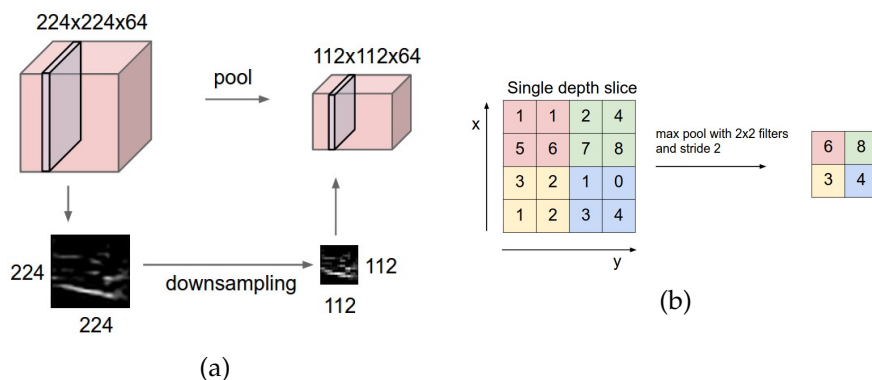 224x224x64
pool
112x112x64
224
224
downsampling
112
112
(a)
Single depth slice
x
1 1 2 4
5 6 7 8
3 2 1 0
1 2 3 4
y
max pool with 2x2 filters
and stride 2
6 8
3 4
(b)